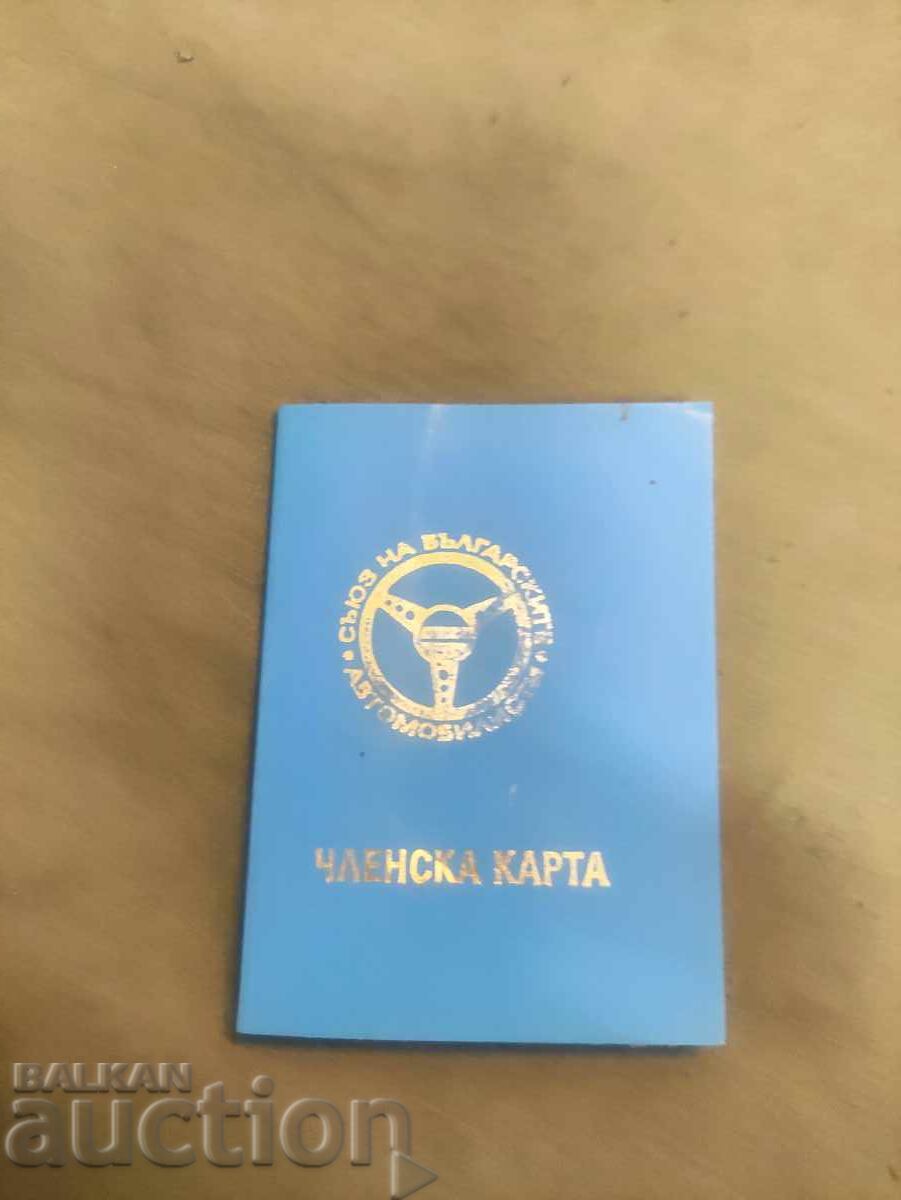 • СЪЮЗ НА БЪЛГАРСКИТЕ •
АВТОМОБИЛИСТИ
ЧЛЕНСКА КАРТА
BALKAN
auction